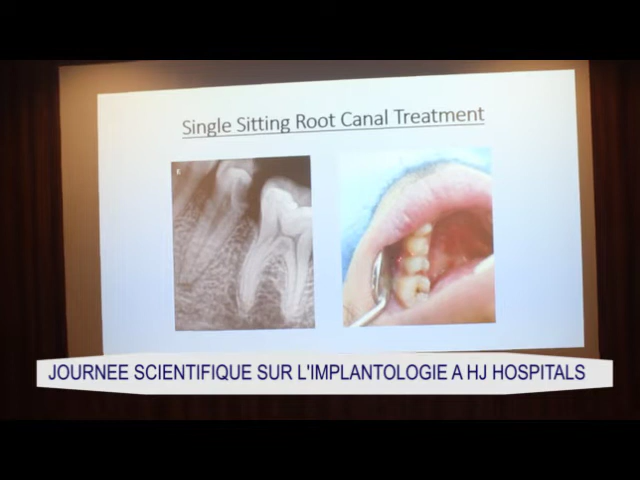 Single Sitting Root Canal Treatment
E
JOURNEE SCIENTIFIQUE SUR L'IMPLANTOLOGIE A HJ HOSPITALS